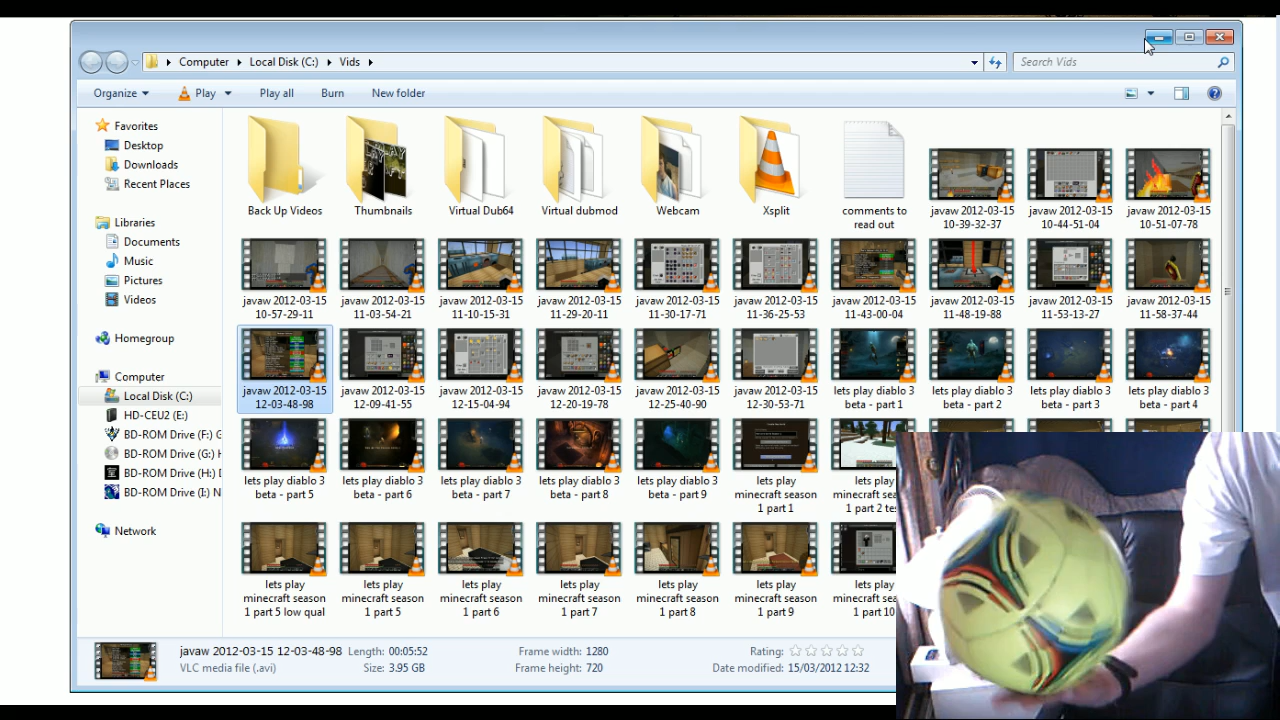 Computer Local Disk (C:) Vids
Search Vids
Organize Play Play all Burn New folder
Favorites
Desktop
Downloads
Recent Places
Libraries
Documents
Music
Pictures
Videos
Homegroup
Computer
Local Disk (C:)
HD-CEU2 (E:)
BD-ROM Drive (F:) G
BD-ROM Drive (G:) H
BD-ROM Drive (H:) D
BD-ROM Drive (I:) N
Network
Back Up Videos
Thumbnails
Virtual Dub64
Virtual dubmod
Webcam
Xsplit
comments to
read out
javaw 2012-03-15
10-39-32-37
javaw 2012-03-15
10-44-51-04
javaw 2012-03-15
10-51-07-78
javaw 2012-03-15
10-57-29-11
javaw 2012-03-15
11-03-54-21
javaw 2012-03-15
11-10-15-31
javaw 2012-03-15
11-29-20-11
javaw 2012-03-15
11-30-17-71
javaw 2012-03-15
11-36-25-53
javaw 2012-03-15
11-43-00-04
javaw 2012-03-15
11-48-19-88
javaw 2012-03-15
11-53-13-27
javaw 2012-03-15
11-58-37-44
javaw 2012-03-15
12-03-48-98
javaw 2012-03-15
12-09-41-55
javaw 2012-03-15
12-15-04-94
javaw 2012-03-15
12-20-19-78
javaw 2012-03-15
12-25-40-90
javaw 2012-03-15
12-30-53-71
lets play diablo 3
beta - part 1
lets play diablo 3
beta - part 2
lets play diablo 3
beta - part 3
lets play diablo 3
beta - part 4
lets play diablo 3
beta - part 5
lets play diablo 3
beta - part 6
lets play diablo 3
beta - part 7
lets play diablo 3
beta - part 8
lets play diablo 3
beta - part 9
lets play
minecraft season
1 part 1
lets play
minecraft sea
1 part 2 te
lets play
minecraft season
1 part 5 low qual
lets play
minecraft season
1 part 5
lets play
minecraft season
1 part 6
lets play
minecraft season
1 part 7
lets play
minecraft season
1 part 8
lets play
minecraft season
1 part 9
lets play
minecraft sea
1 part 10
javaw 2012-03-15 12-03-48-98 Length: 00:05:52 Frame width: 1280 Rating:
VLC media file (.avi) Size: 3.95 GB Frame height: 720 Date modified: 15/03/2012 12:32